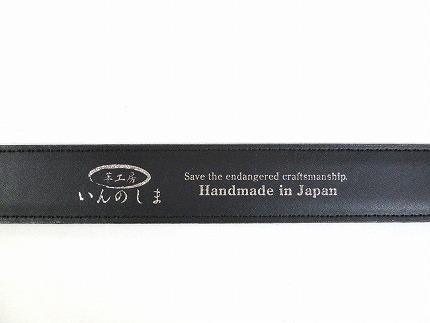 革工房
いんのしま
Save the endangered craftsmanship.
Handmade in Japan